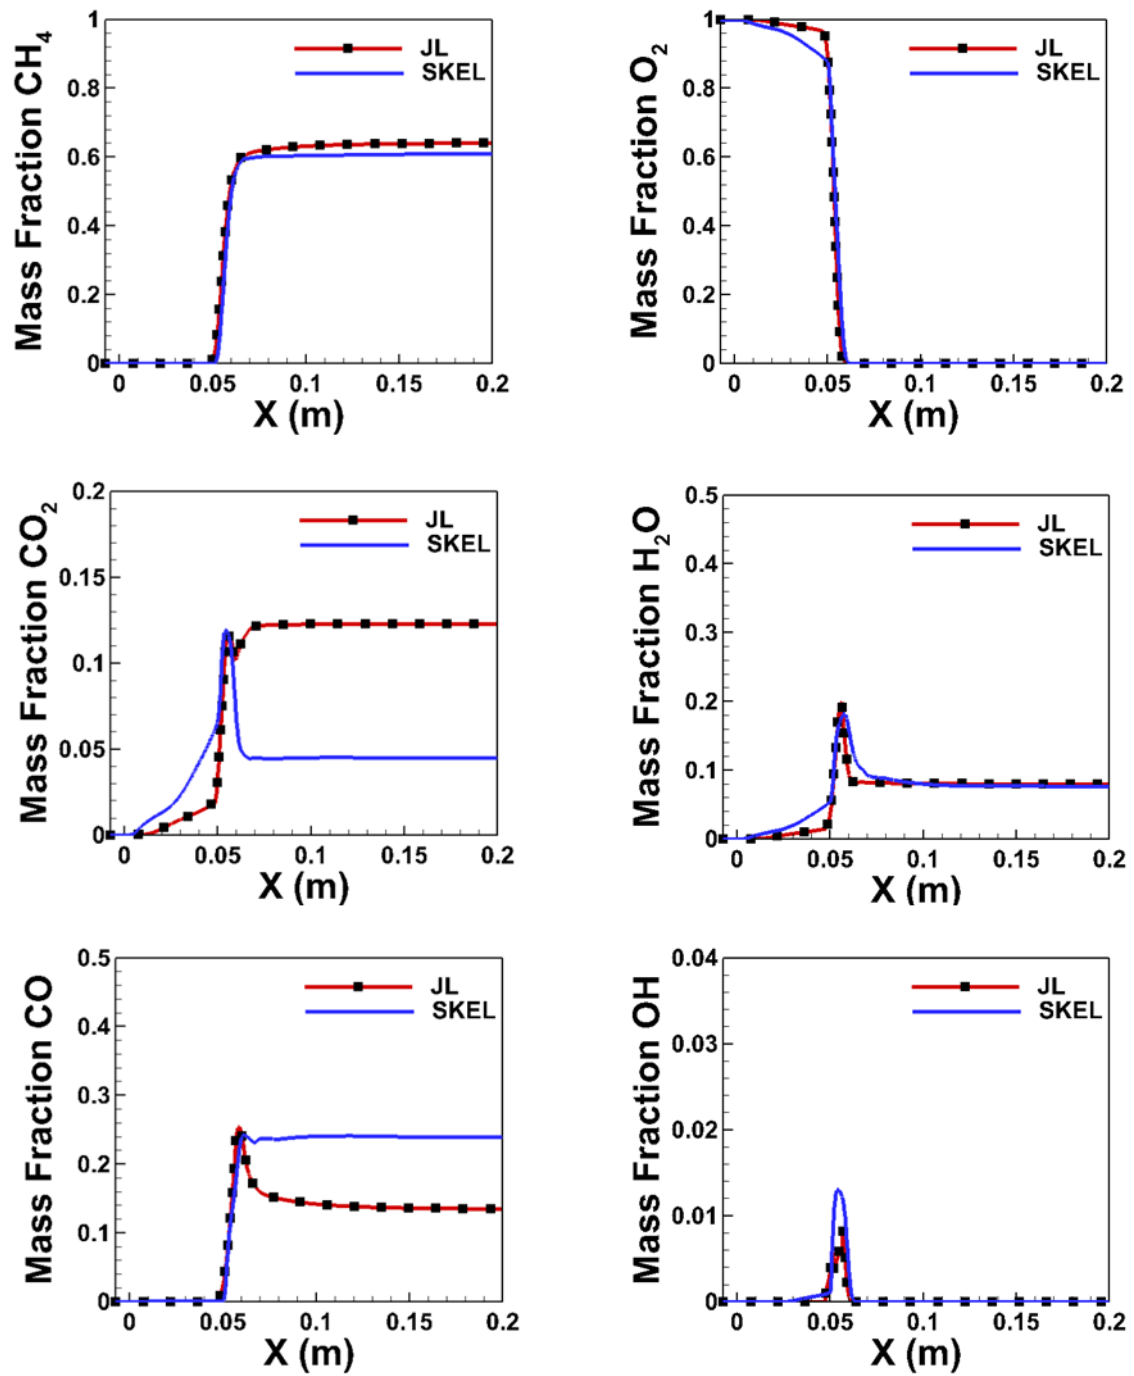 Mass Fraction CH4
1
0.8
0.6
0.4
0.2
0
JL
SKEL
0 0.05 0.1 0.15 0.2
X (m)
Mass Fraction O2
1
0.8
0.6
0.4
0.2
0
JL
SKEL
0 0.05 0.1 0.15 0.2
X (m)
Mass Fraction CO2
0.2
0.15
0.1
0.05
0
JL
SKEL
0 0.05 0.1 0.15 0.2
X (m)
Mass Fraction H2O
0.5
0.4
0.3
0.2
0.1
0
JL
SKEL
0 0.05 0.1 0.15 0.2
X (m)
Mass Fraction CO
0.5
0.4
0.3
0.2
0.1
0
JL
SKEL
0 0.05 0.1 0.15 0.2
X (m)
Mass Fraction OH
0.04
0.03
0.02
0.01
0
JL
SKEL
0 0.05 0.1 0.15 0.2
X (m)